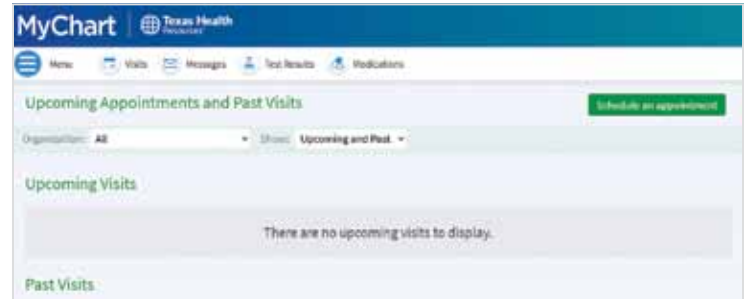 MyChart Texas Health Resources
Menu Visits Messages Test Results Medications
Upcoming Appointments and Past Visits Schedule an appointment
Organization: All Show: Upcoming and Past
Upcoming Visits
There are no upcoming visits to display.
Past Visits